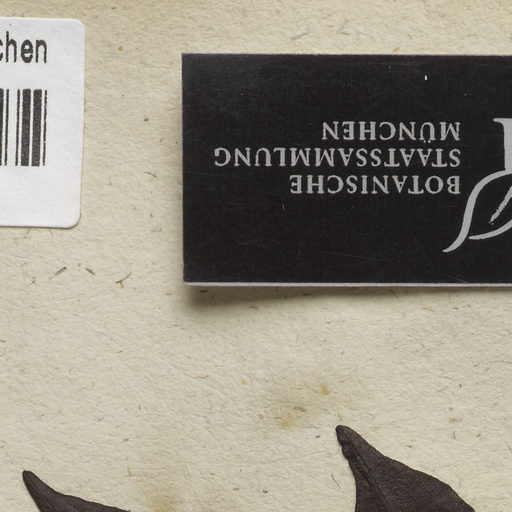 chen
BOTANISCHE
STAATSSAMMLUNG
MÜNCHEN